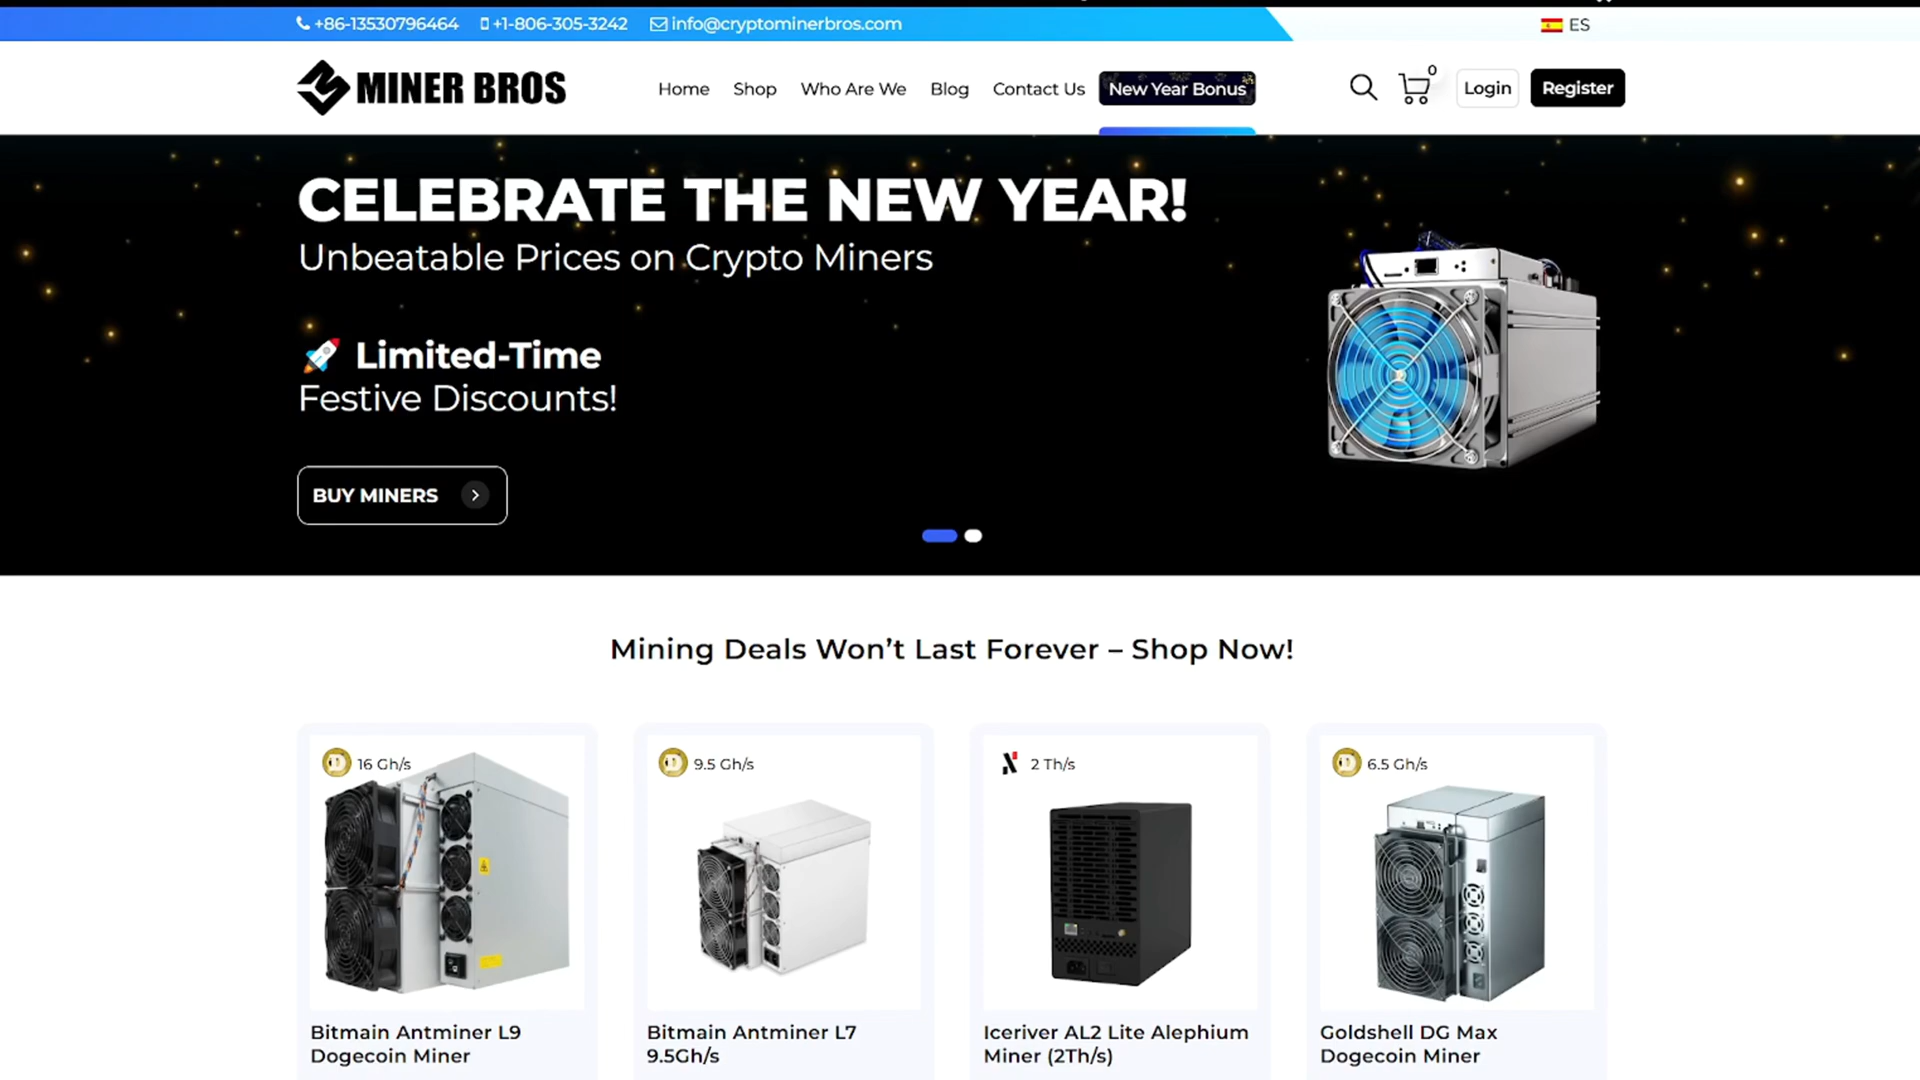 +86-13530796464 +1-806-305-3242 info@cryptominerbros.com ES
MINER BROS Home Shop Who Are We Blog Contact Us New Year Bonus 0 Login Register
CELEBRATE THE NEW YEAR!
Unbeatable Prices on Crypto Miners
🚀 Limited-Time
Festive Discounts!
BUY MINERS
Mining Deals Won’t Last Forever – Shop Now!
16 Gh/s
9.5 Gh/s
2 Th/s
6.5 Gh/s
Bitmain Antminer L9
Dogecoin Miner
Bitmain Antminer L7
9.5Gh/s
Iceriver AL2 Lite Alephium
Miner (2Th/s)
Goldshell DG Max
Dogecoin Miner